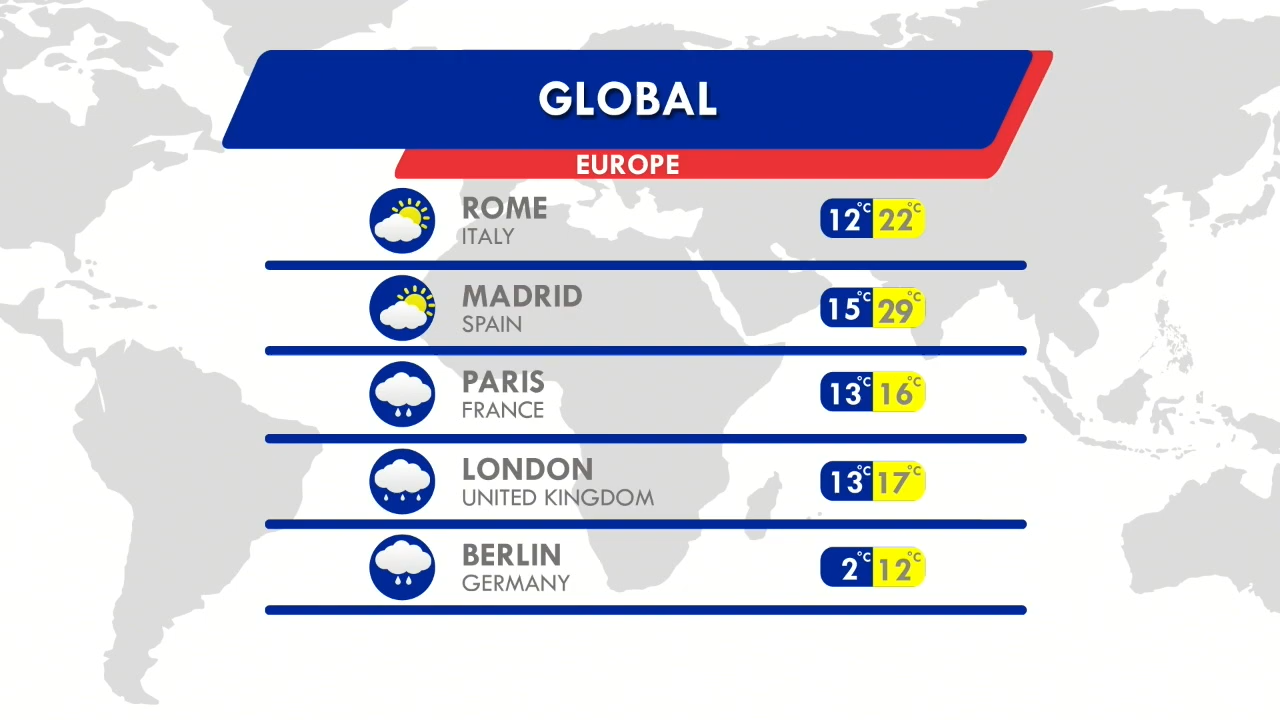 GLOBAL
EUROPE
ROME
ITALY
12°C 22°C
MADRID
SPAIN
15°C 29°C
PARIS
FRANCE
13°C 16°C
LONDON
UNITED KINGDOM
13°C 17°C
BERLIN
GERMANY
2°C 12°C